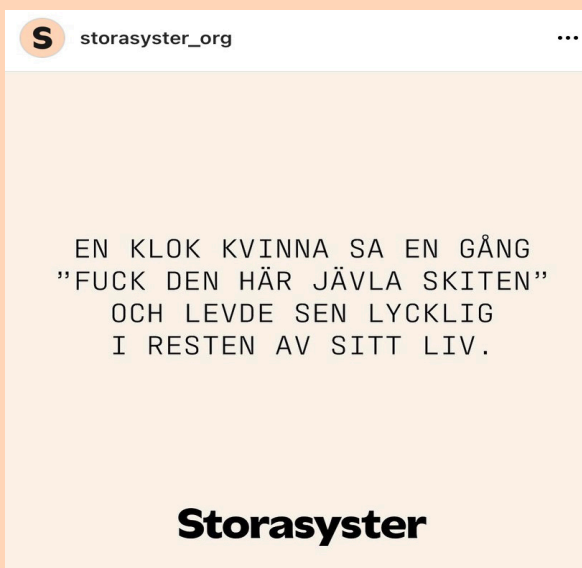 S
storasyster_org
EN KLOK KVINNA SA EN GÅNG
”FUCK DEN HÄR JÄVLA SKITEN”
OCH LEVDE SEN LYCKLIG
I RESTEN AV SITT LIV.
Storasyster